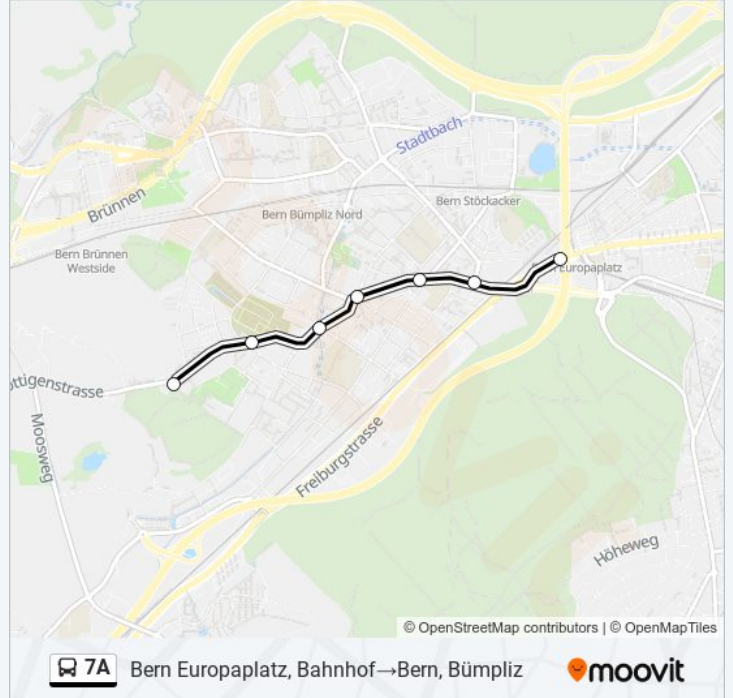 Stadtbach
Brünnen
Bern Stöckacker
Bern Bümpliz Nord
Bern Brünnen
Westside
Europaplatz
ottigenstrasse
Moosweg
Freiburgstrasse
Höheweg
© OpenStreetMap contributors | © OpenMapTiles
7A Bern Europaplatz, Bahnhof→Bern, Bümpliz
moovit